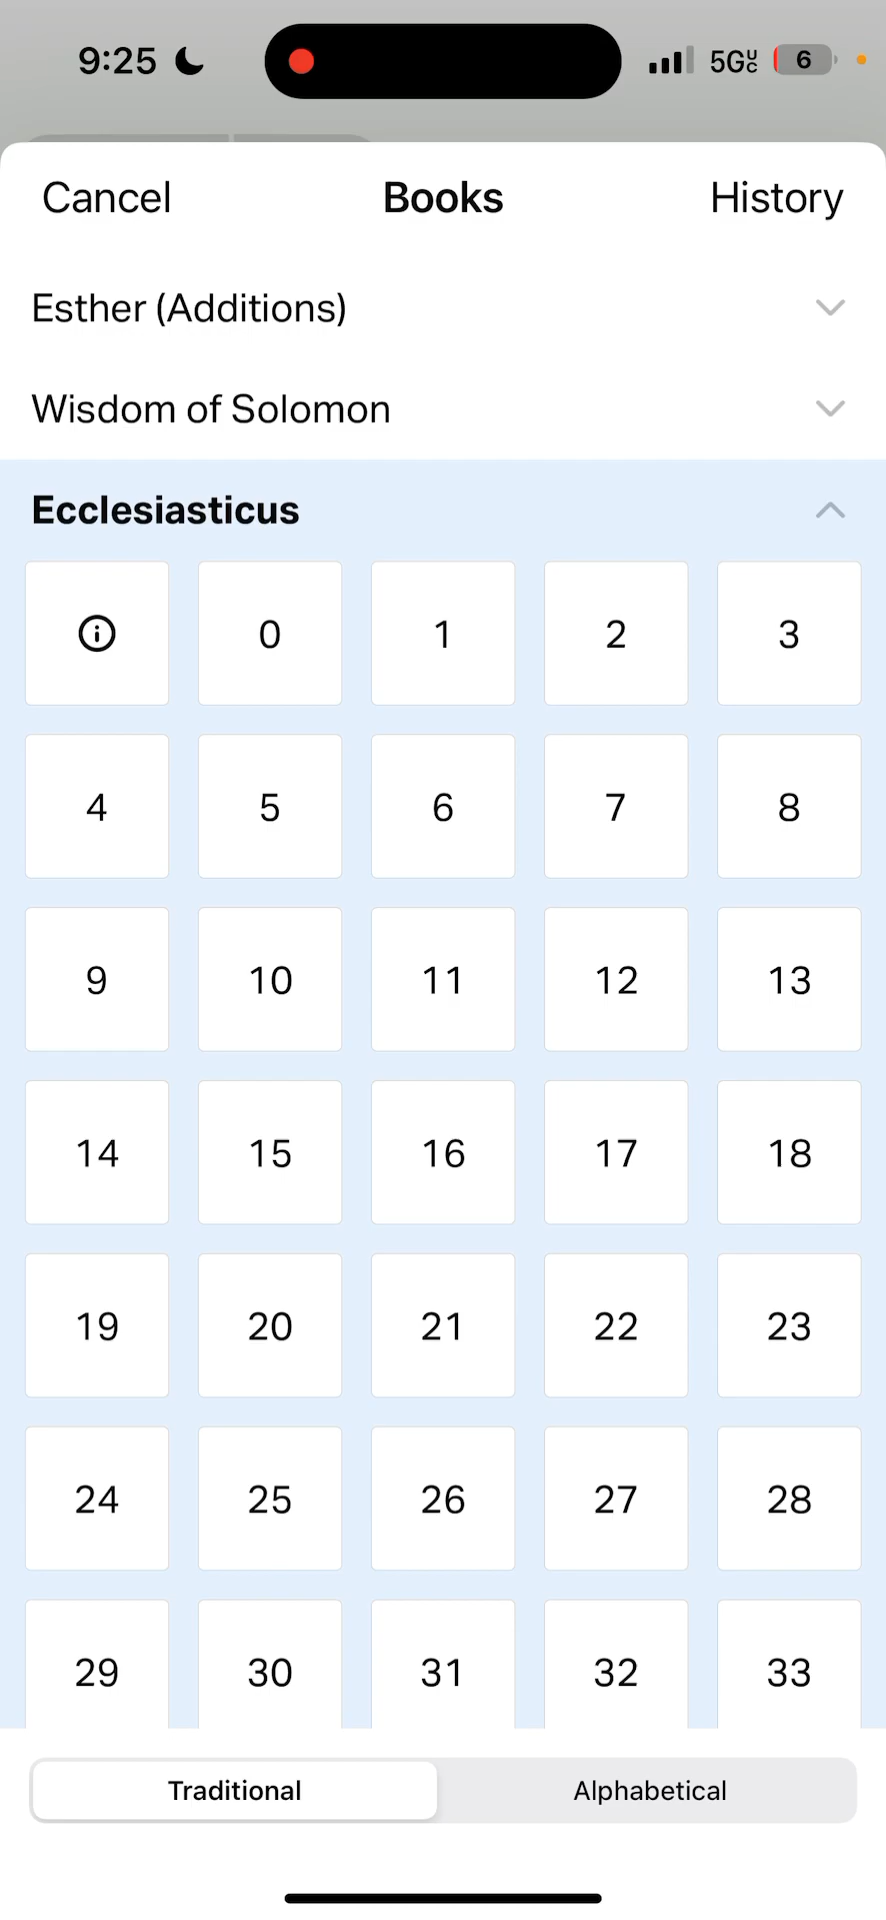 9:25 5GUC 6
Cancel Books History
Esther (Additions)
Wisdom of Solomon
Ecclesiasticus
0 1 2 3
4 5 6 7 8
9 10 11 12 13
14 15 16 17 18
19 20 21 22 23
24 25 26 27 28
29 30 31 32 33
Traditional Alphabetical